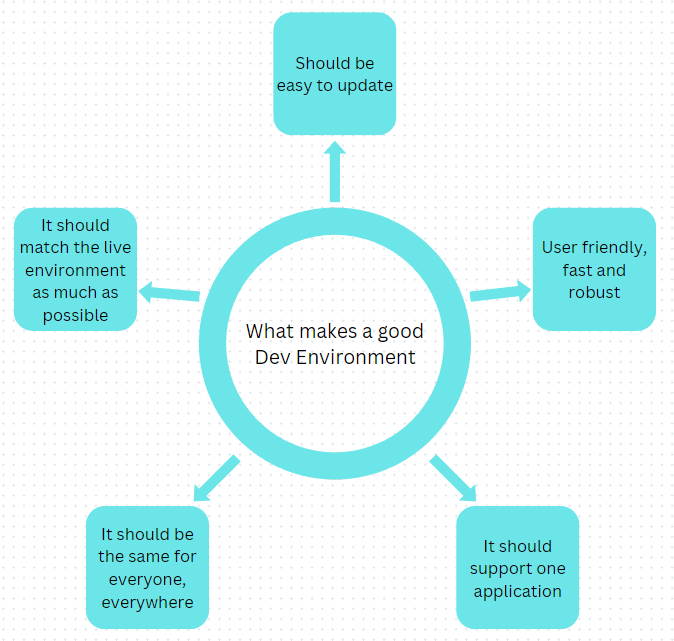 Should be
easy to update
It should
match the live
environment
as much as
possible
User friendly,
fast and
robust
What makes a good
Dev Environment
It should be
the same for
everyone,
everywhere
It should
support one
application